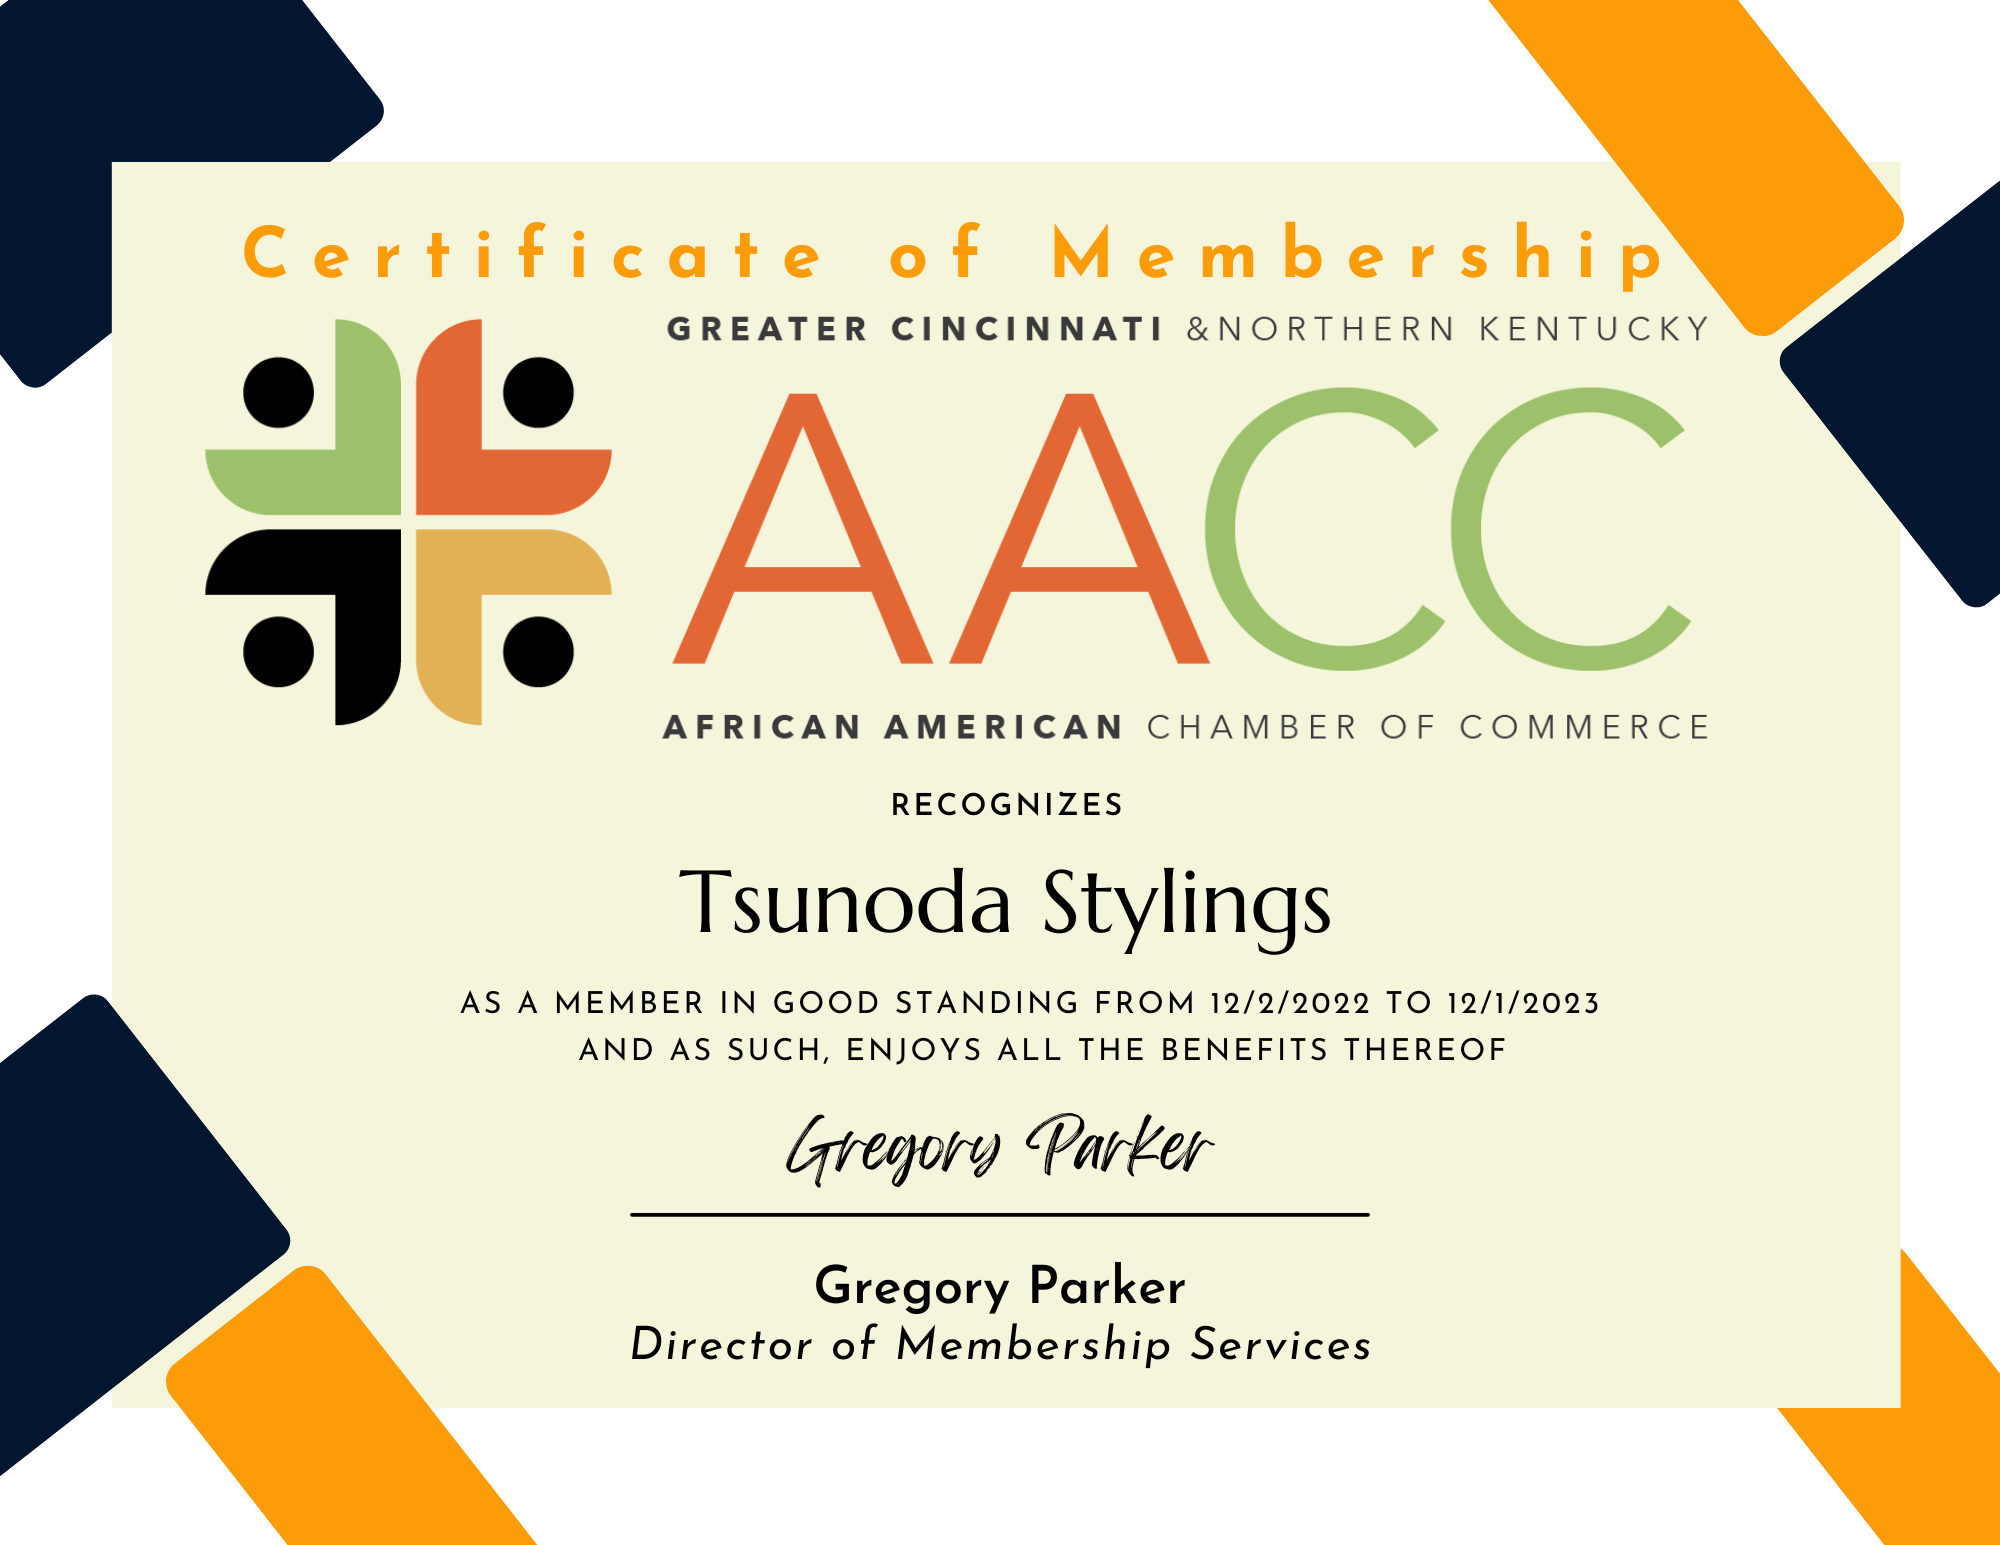 Certificate of Membership
GREATER CINCINNATI &NORTHERN KENTUCKY
AACC
AFRICAN AMERICAN CHAMBER OF COMMERCE
RECOGNIZES
Tsunoda Stylings
AS A MEMBER IN GOOD STANDING FROM 12/2/2022 TO 12/1/2023
AND AS SUCH, ENJOYS ALL THE BENEFITS THEREOF
Gregory Parker
Gregory Parker
Director of Membership Services